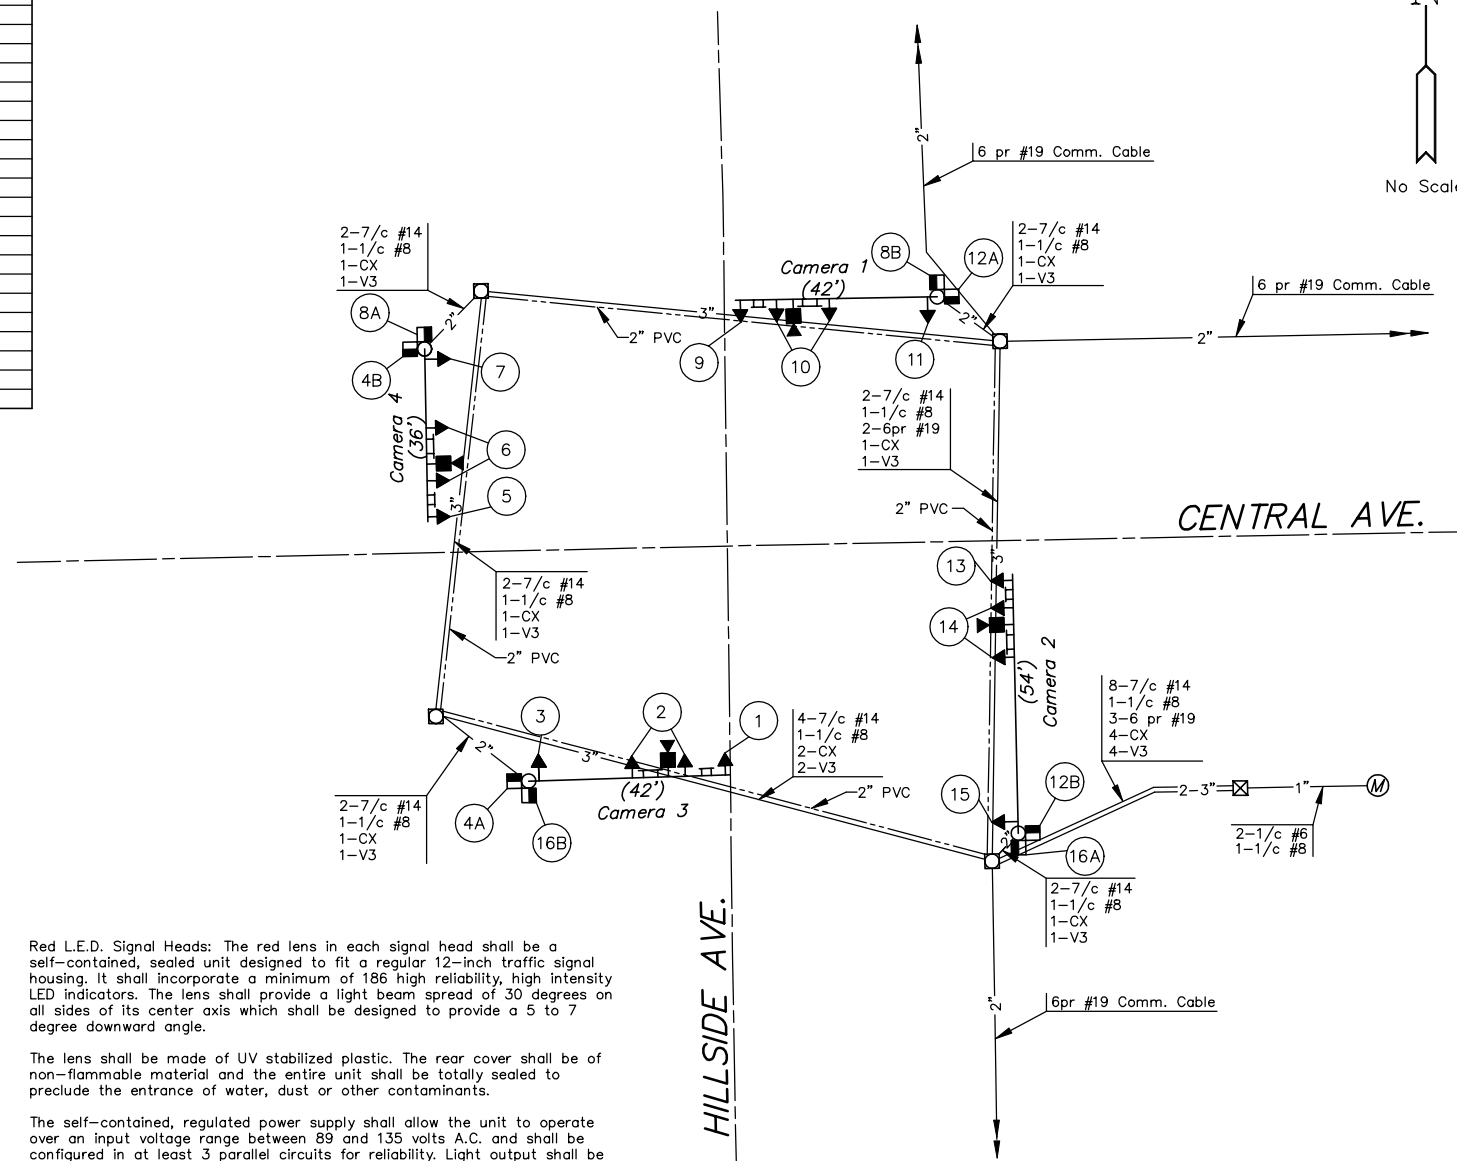 N
No Scale
2"
6 pr #19 Comm. Cable
2-7/c #14
1-1/c #8
1-CX
1-V3
8A
2"
4B
7
Camera 4
(36')
6
5
3"
2" PVC
3"
Camera 1
(42')
8B
12A
9
10
11
2"
2-7/c #14
1-1/c #8
1-CX
1-V3
6 pr #19 Comm. Cable
2"
2-7/c #14
1-1/c #8
2-6pr #19
1-CX
1-V3
2" PVC
CENTRAL AVE.
3"
13
14
(54')
Camera 2
2-7/c #14
1-1/c #8
1-CX
1-V3
2" PVC
3
2
1
3"
2"
(42')
Camera 3
4A
16B
2-7/c #14
1-1/c #8
1-CX
1-V3
4-7/c #14
1-1/c #8
2-CX
2-V3
2" PVC
8-7/c #14
1-1/c #8
3-6 pr #19
4-CX
4-V3
15
12B
2"
16A
2-3"
1"
M
2-1/c #6
1-1/c #8
2-7/c #14
1-1/c #8
1-CX
1-V3
HILLSIDE AVE.
2"
6pr #19 Comm. Cable
Red L.E.D. Signal Heads: The red lens in each signal head shall be a
self-contained, sealed unit designed to fit a regular 12-inch traffic signal
housing. It shall incorporate a minimum of 186 high reliability, high intensity
LED indicators. The lens shall provide a light beam spread of 30 degrees on
all sides of its center axis which shall be designed to provide a 5 to 7
degree downward angle.
The lens shall be made of UV stabilized plastic. The rear cover shall be of
non-flammable material and the entire unit shall be totally sealed to
preclude the entrance of water, dust or other contaminants.
The self-contained, regulated power supply shall allow the unit to operate
over an input voltage range between 89 and 135 volts A.C. and shall be
configured in at least 3 parallel circuits for reliability. Light output shall be